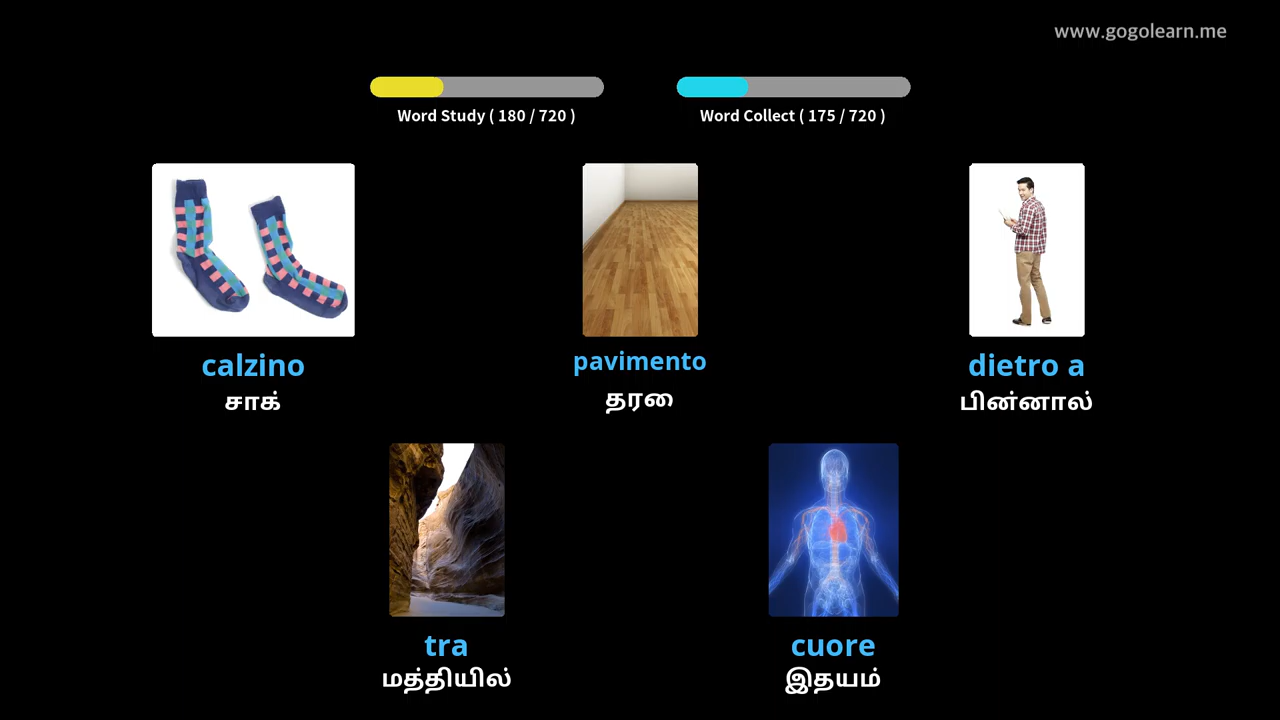 www.gogolearn.me
Word Study ( 180 / 720 )
Word Collect ( 175 / 720 )
calzino
சாக்
pavimento
தரை
dietro a
பின்னால்
tra
மத்தியில்
cuore
இதயம்